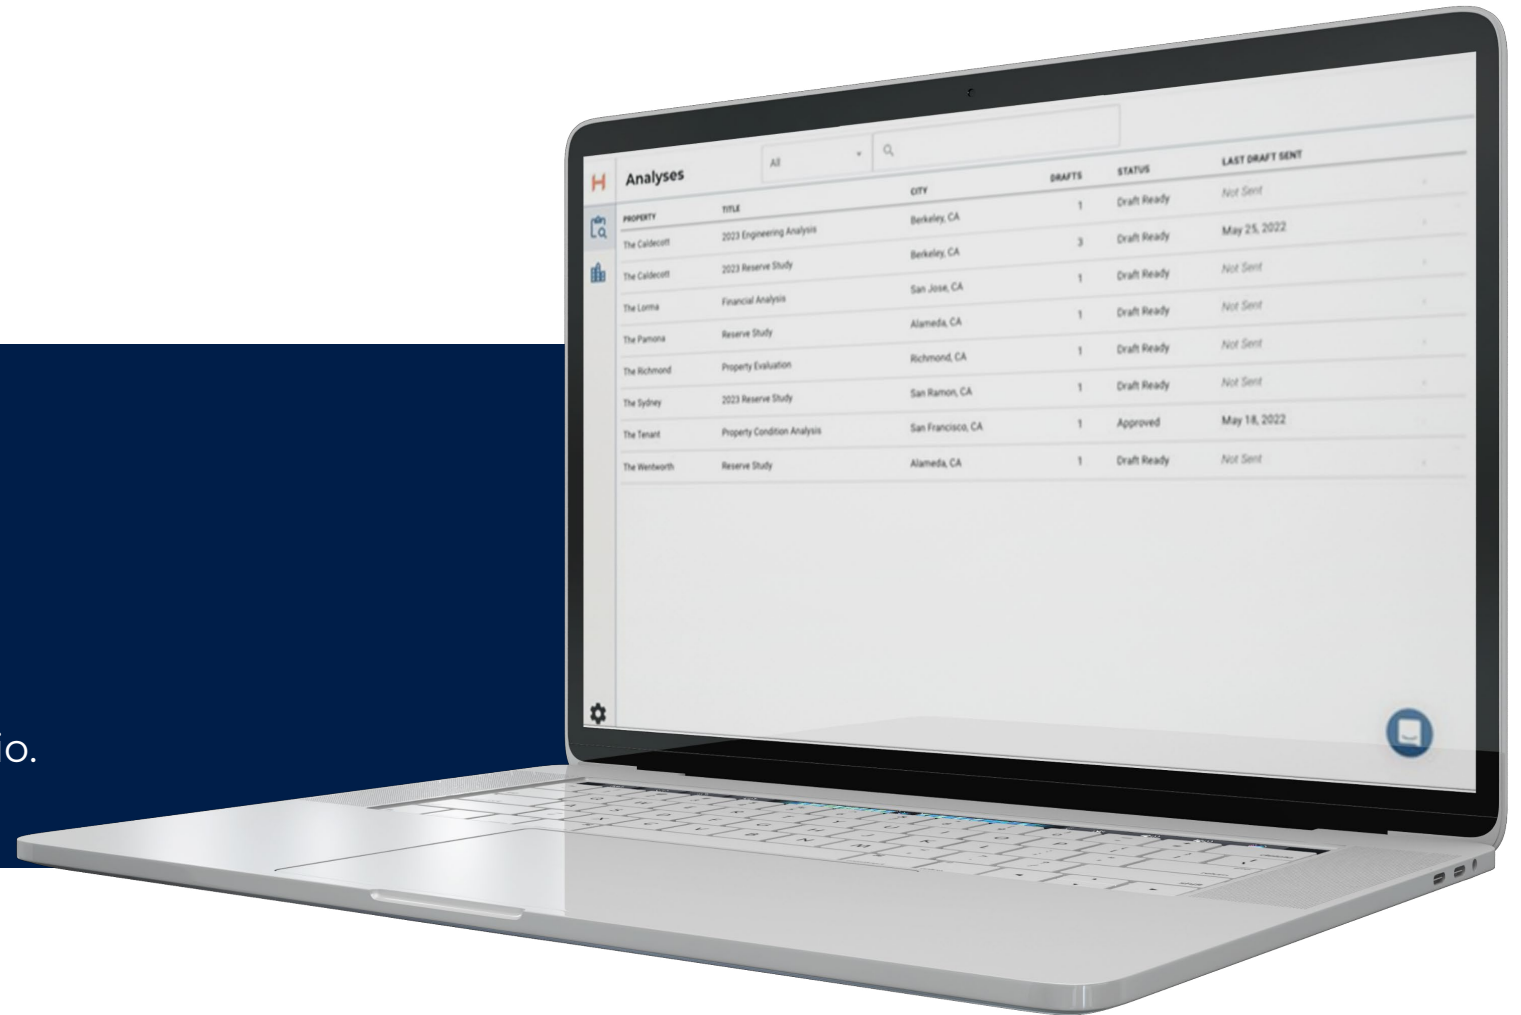 H
Analyses
All
PROPERTY TITLE CITY DRAFTS STATUS LAST DRAFT SENT
The Caldecott 2023 Engineering Analysis Berkeley, CA 1 Draft Ready Not Sent
The Caldecott 2023 Reserve Study Berkeley, CA 3 Draft Ready May 25, 2022
The Lorma Financial Analysis San Jose, CA 1 Draft Ready Not Sent
The Pamona Reserve Study Alameda, CA 1 Draft Ready Not Sent
The Richmond Property Evaluation Richmond, CA 1 Draft Ready Not Sent
The Sydney 2023 Reserve Study San Ramon, CA 1 Draft Ready Not Sent
The Tenant Property Condition Analysis San Francisco, CA 1 Approved May 18, 2022
The Wentworth Reserve Study Alameda, CA 1 Draft Ready Not Sent
io.